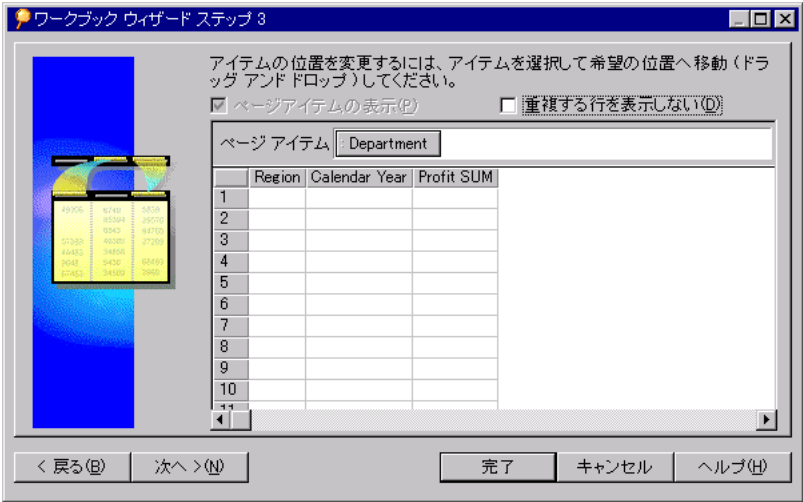 ワークブック ウィザード ステップ 3
アイテムの位置を変更するには、アイテムを選択して希望の位置へ移動（ドラ
ッグ アンド ドロップ）してください。
ページアイテムの表示(P)
重複する行を表示しない(D)
ページ アイテム
Department
Region Calendar Year Profit SUM
1
2
3
4
5
6
7
8
9
10
11
< 戻る(B)
次へ >(N)
完了
キャンセル
ヘルプ(H)